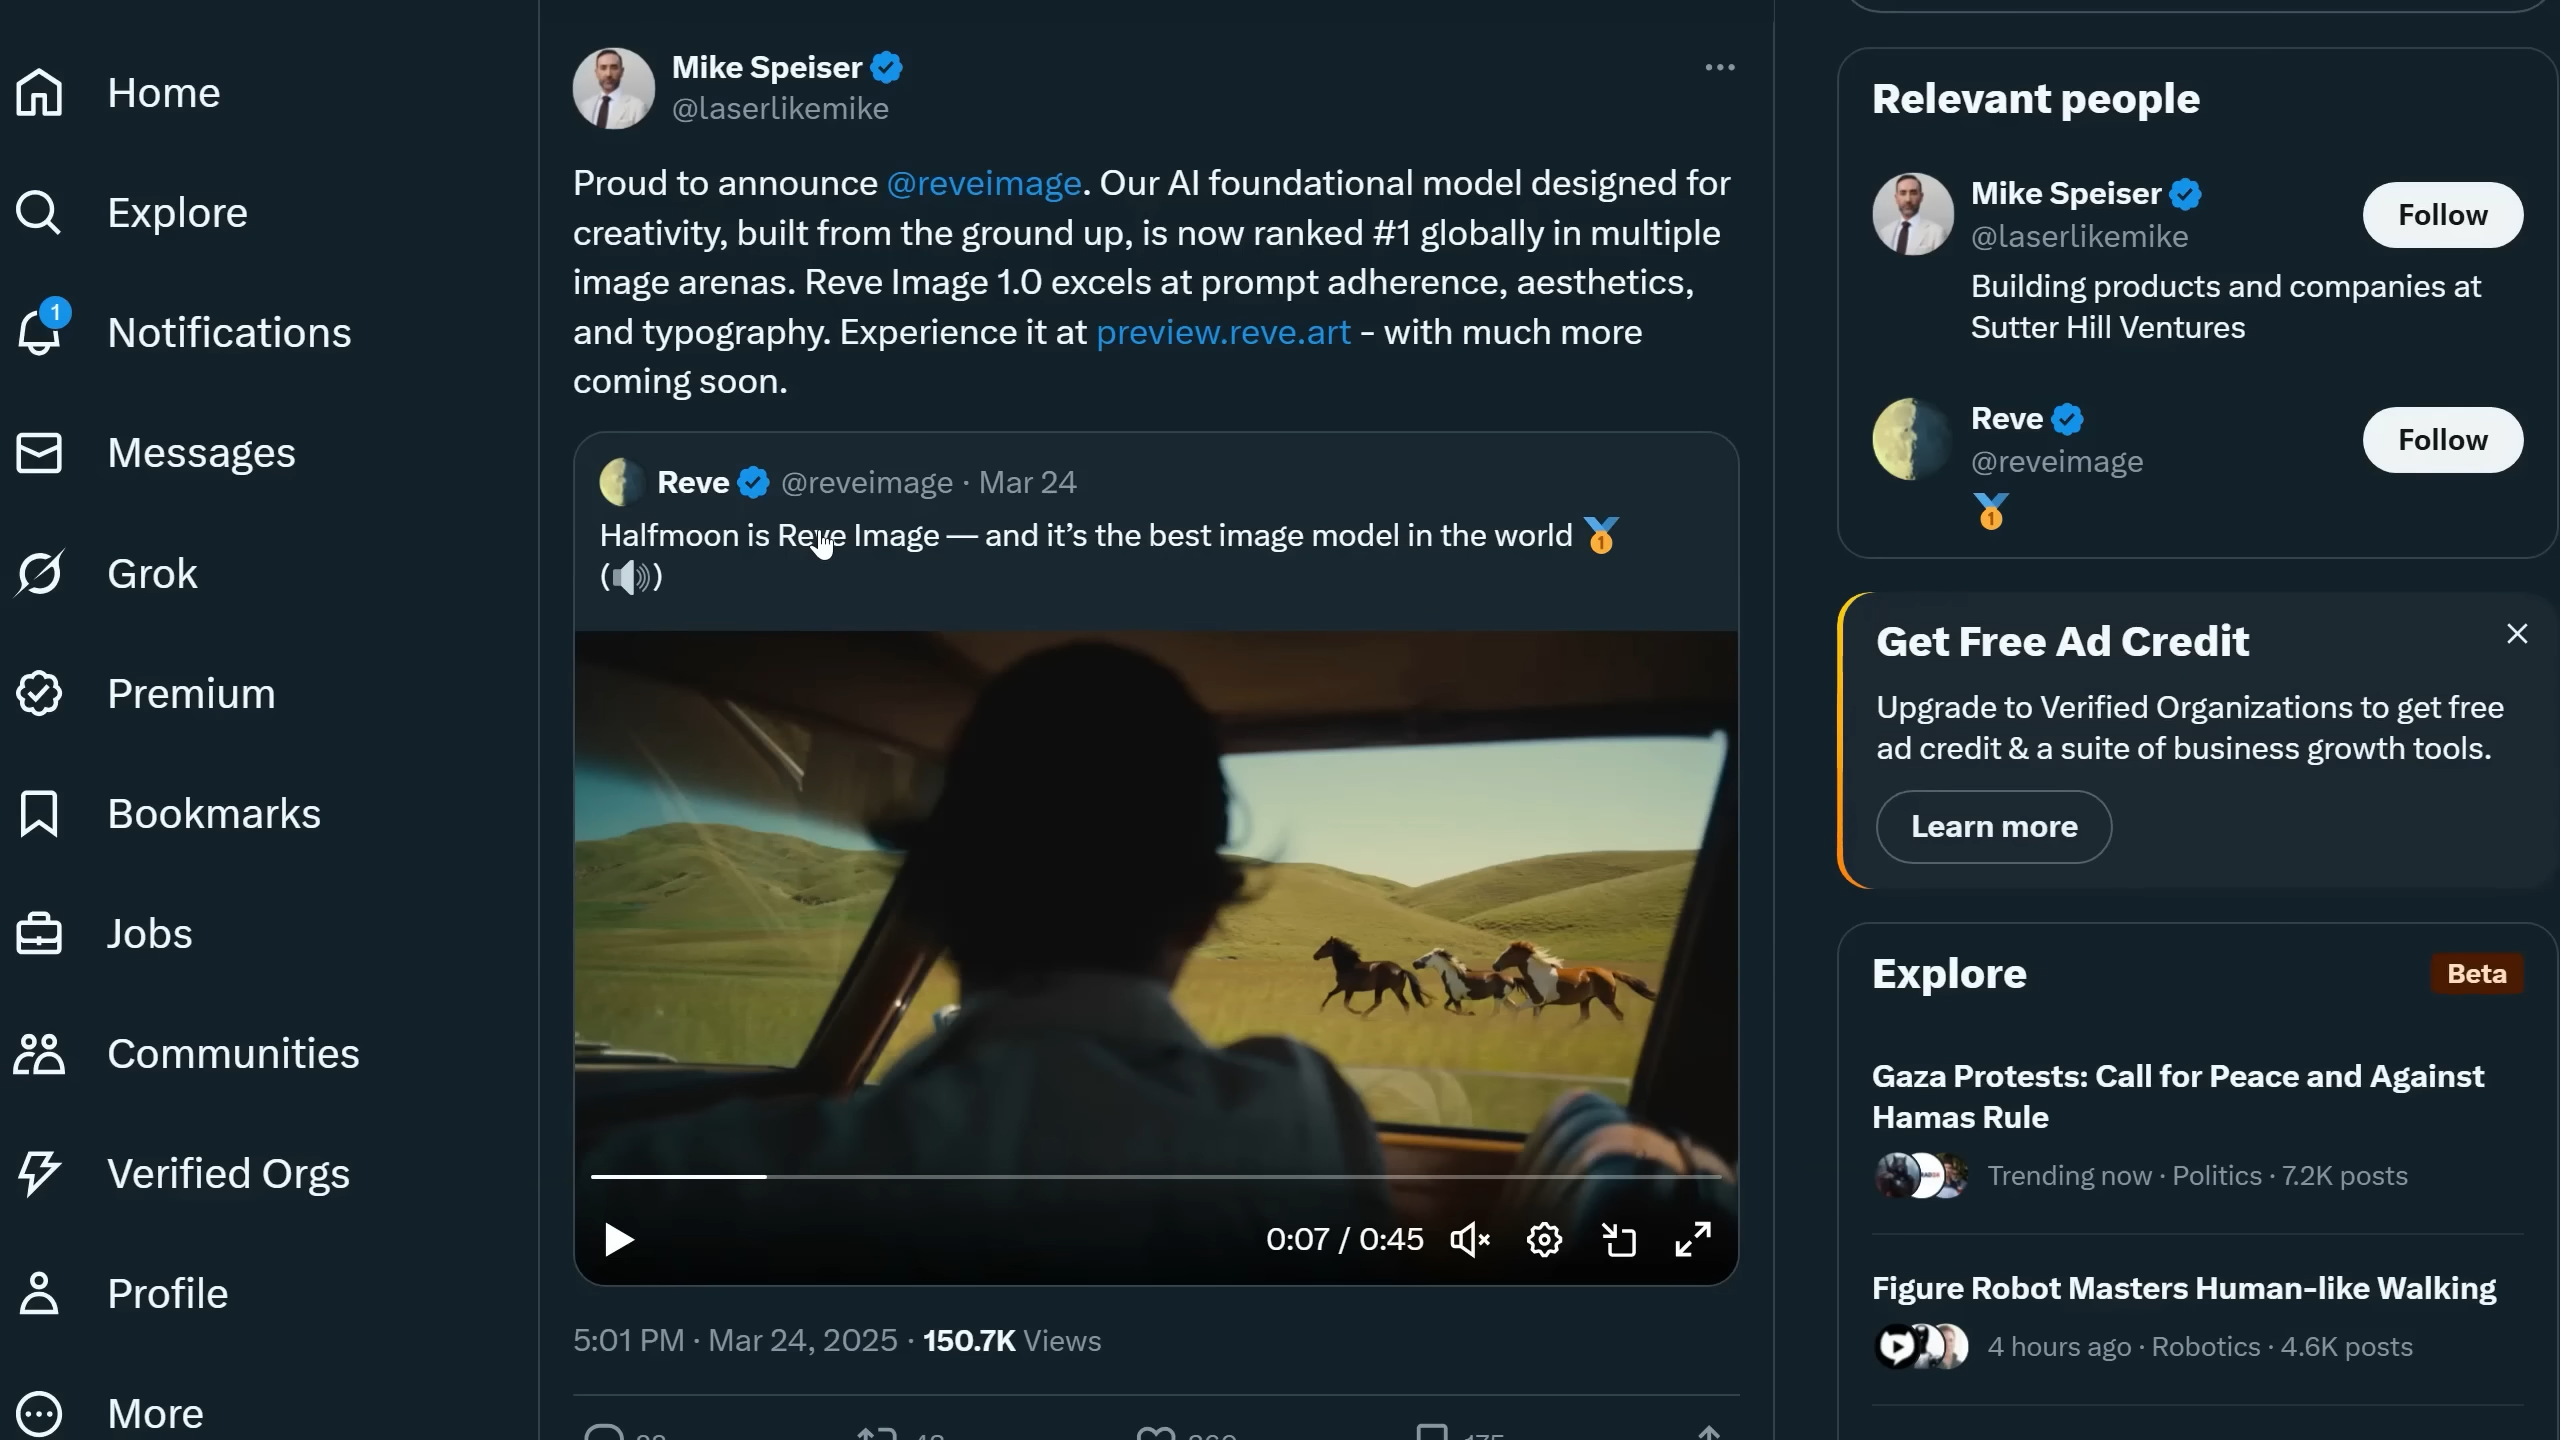 Home
Explore
1
Notifications
Messages
Grok
Premium
Bookmarks
Jobs
Communities
Verified Orgs
Profile
More
Mike Speiser
@laserlikemike
Proud to announce @reveimage. Our AI foundational model designed for
creativity, built from the ground up, is now ranked #1 globally in multiple
image arenas. Reve Image 1.0 excels at prompt adherence, aesthetics,
and typography. Experience it at preview.reve.art - with much more
coming soon.
Reve @reveimage · Mar 24
Halfmoon is Reve Image — and it’s the best image model in the world 🥇
(🔊)
0:07 / 0:45
5:01 PM · Mar 24, 2025 · 150.7K Views
Relevant people
Mike Speiser
@laserlikemike
Follow
Building products and companies at
Sutter Hill Ventures
Reve
@reveimage
Follow
🥇
Get Free Ad Credit
Upgrade to Verified Organizations to get free
ad credit & a suite of business growth tools.
Learn more
Explore
Beta
Gaza Protests: Call for Peace and Against
Hamas Rule
Trending now · Politics · 7.2K posts
Figure Robot Masters Human-like Walking
4 hours ago · Robotics · 4.6K posts